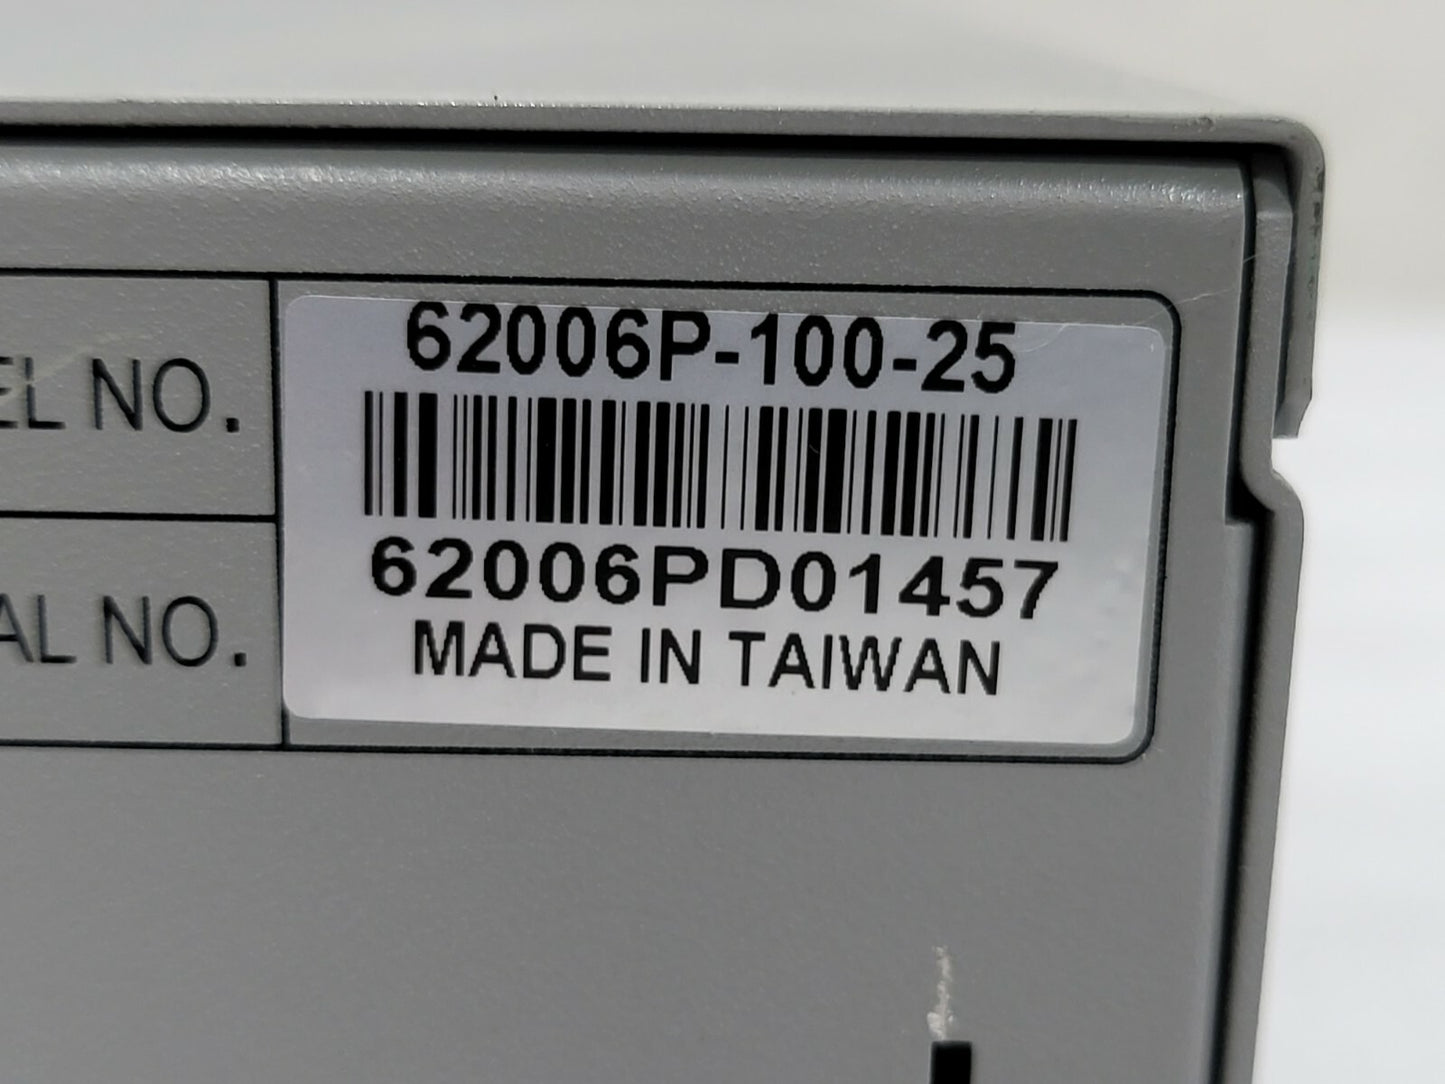 EL NO.
62006P-100-25
62006PD01457
AL NO.
MADE IN TAIWAN